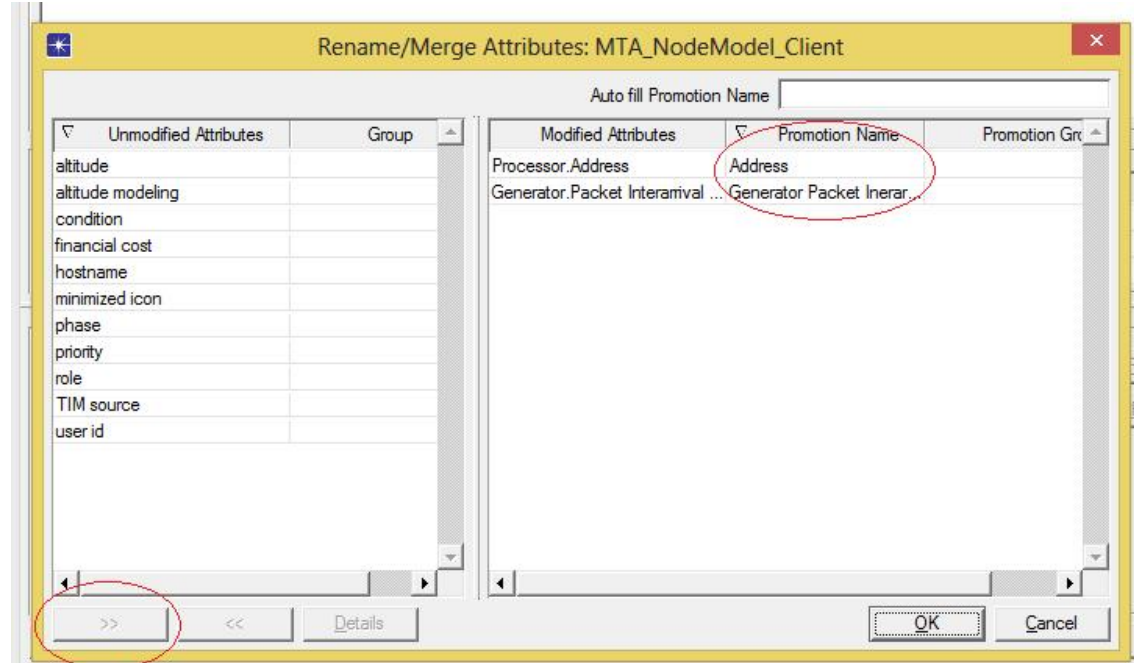 Rename/Merge Attributes: MTA_NodeModel_Client
Auto fill Promotion Name
Unmodified Attributes Group
altitude
altitude modeling
condition
financial cost
hostname
minimized icon
phase
priority
role
TIM source
user id
Modified Attributes Promotion Name Promotion Gro
Processor.Address Address
Generator.Packet Interarrival ... Generator Packet Inerar...
>> << Details OK Cancel